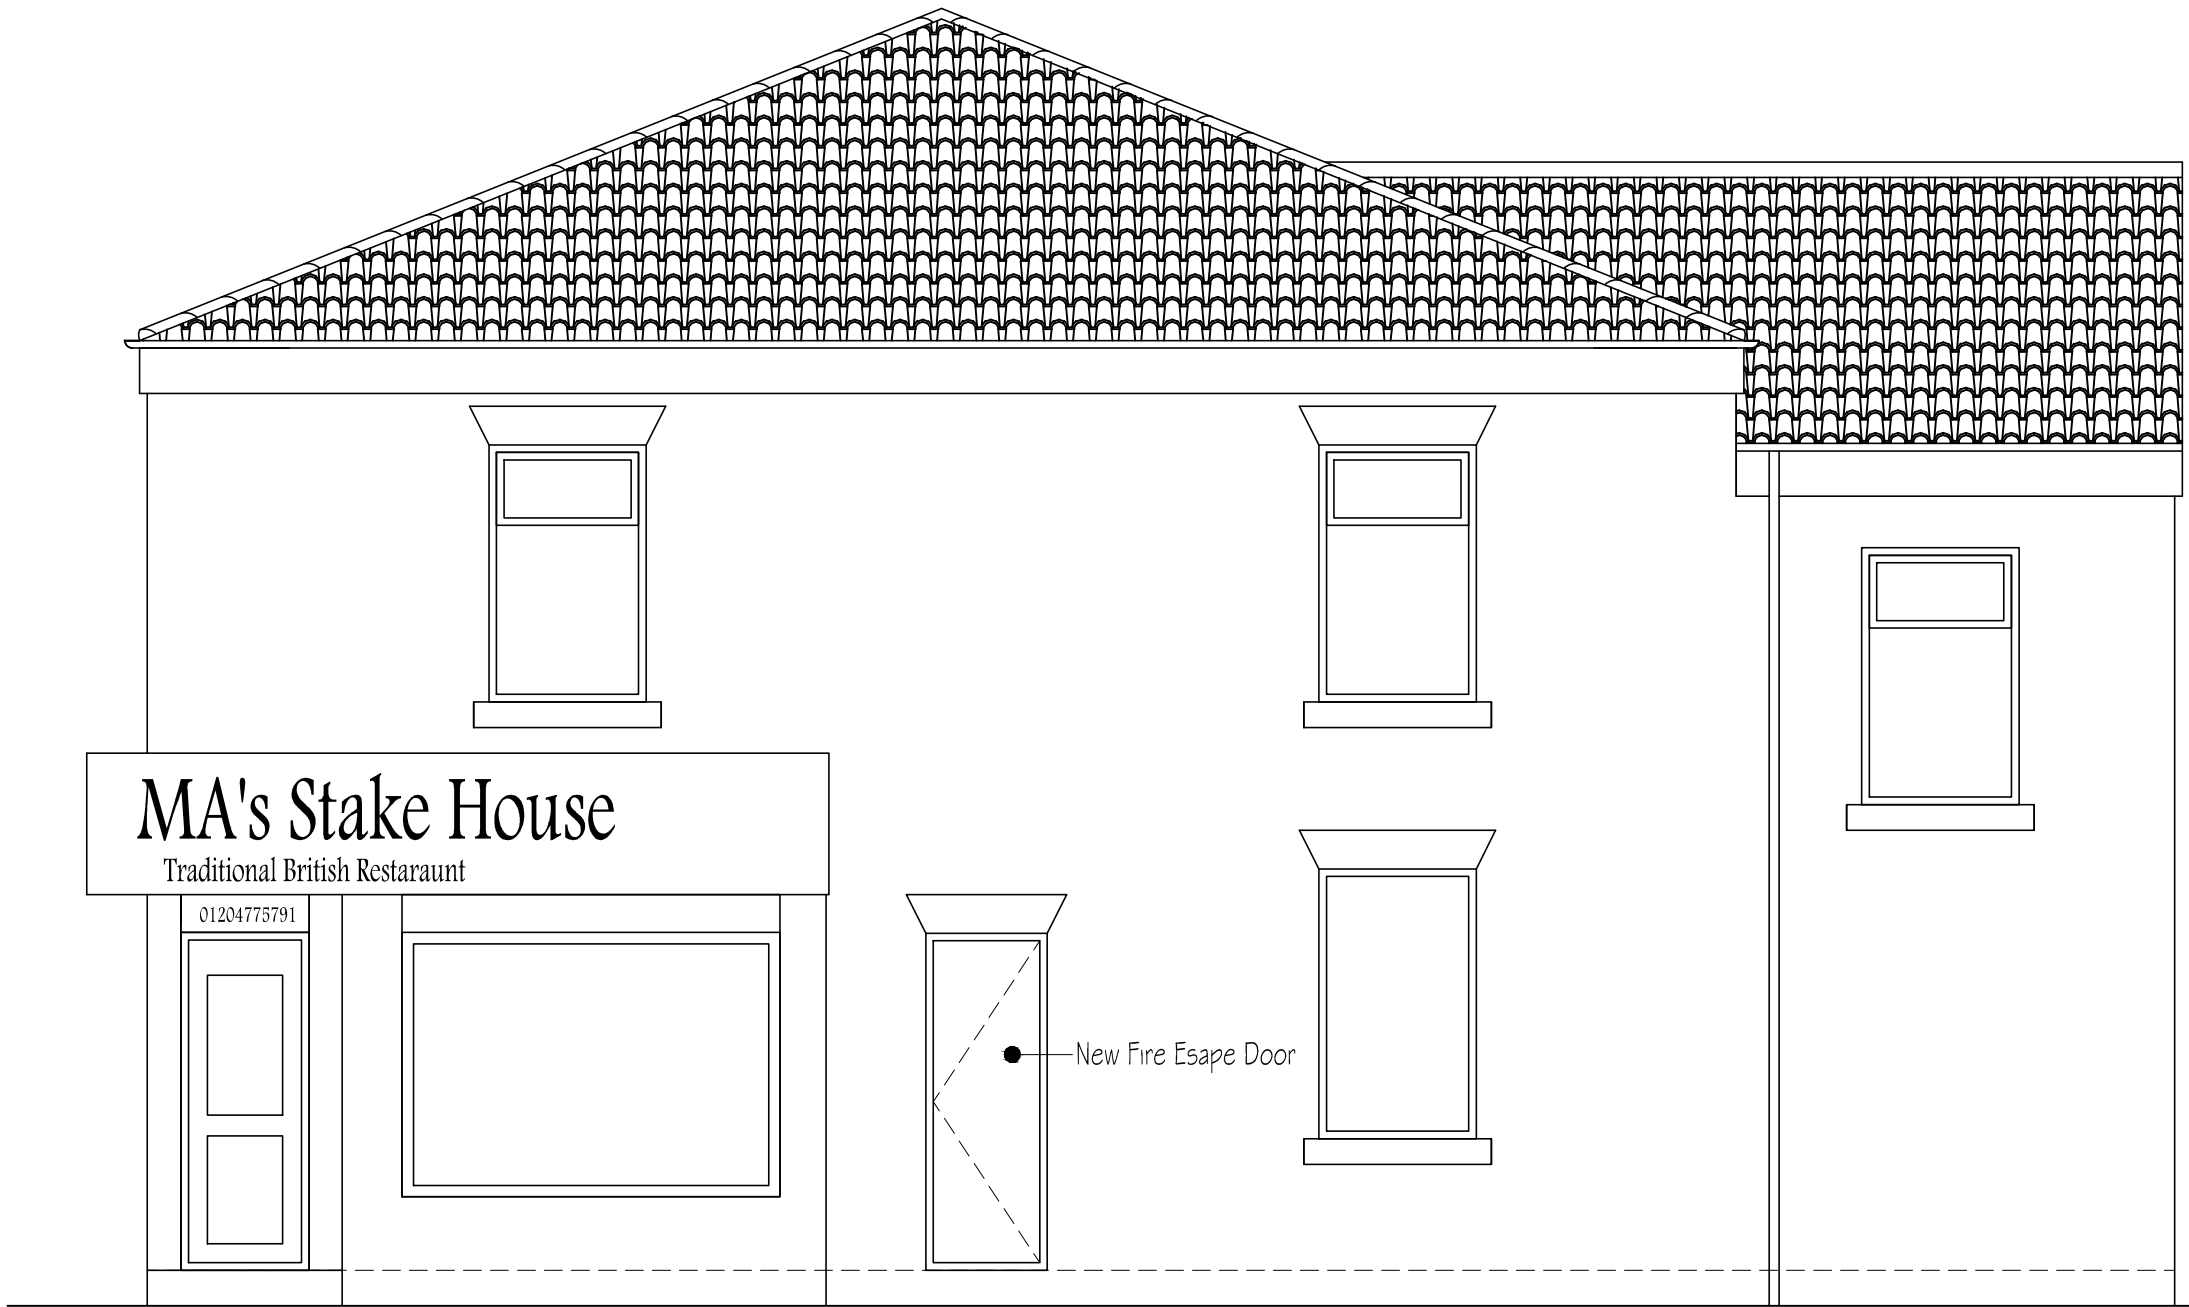 MA's Stake House
Traditional British Restaraunt
01204775791
New Fire Esape Door